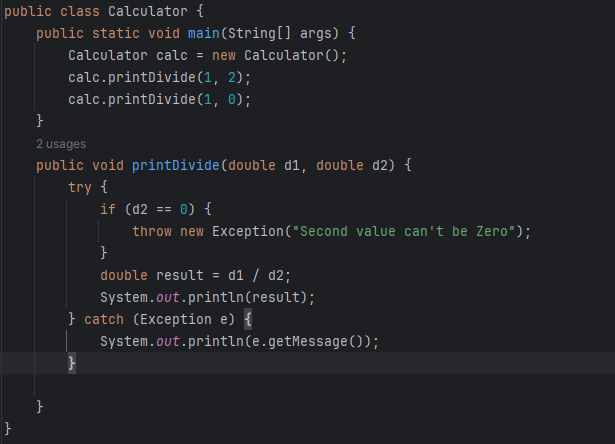 public class Calculator {
    public static void main(String[] args) {
        Calculator calc = new Calculator();
        calc.printDivide(1, 2);
        calc.printDivide(1, 0);
    }
    2 usages
    public void printDivide(double d1, double d2) {
        try {
            if (d2 == 0) {
                throw new Exception("Second value can't be Zero");
            }
            double result = d1 / d2;
            System.out.println(result);
        } catch (Exception e) {
            System.out.println(e.getMessage());
        }
    }
}